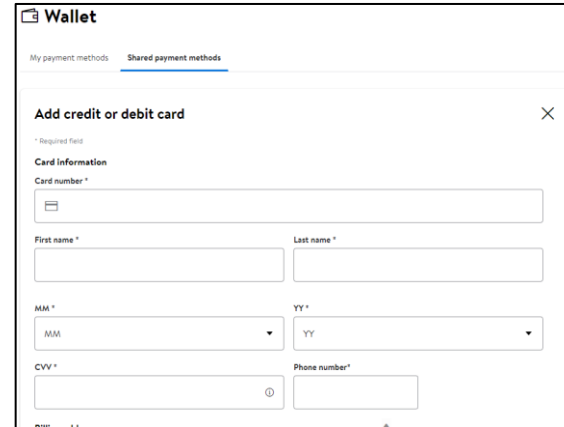 Wallet
My payment methods Shared payment methods
Add credit or debit card
* Required field
Card information
Card number *
First name * Last name *
MM * YY *
MM YY
CVV * Phone number*